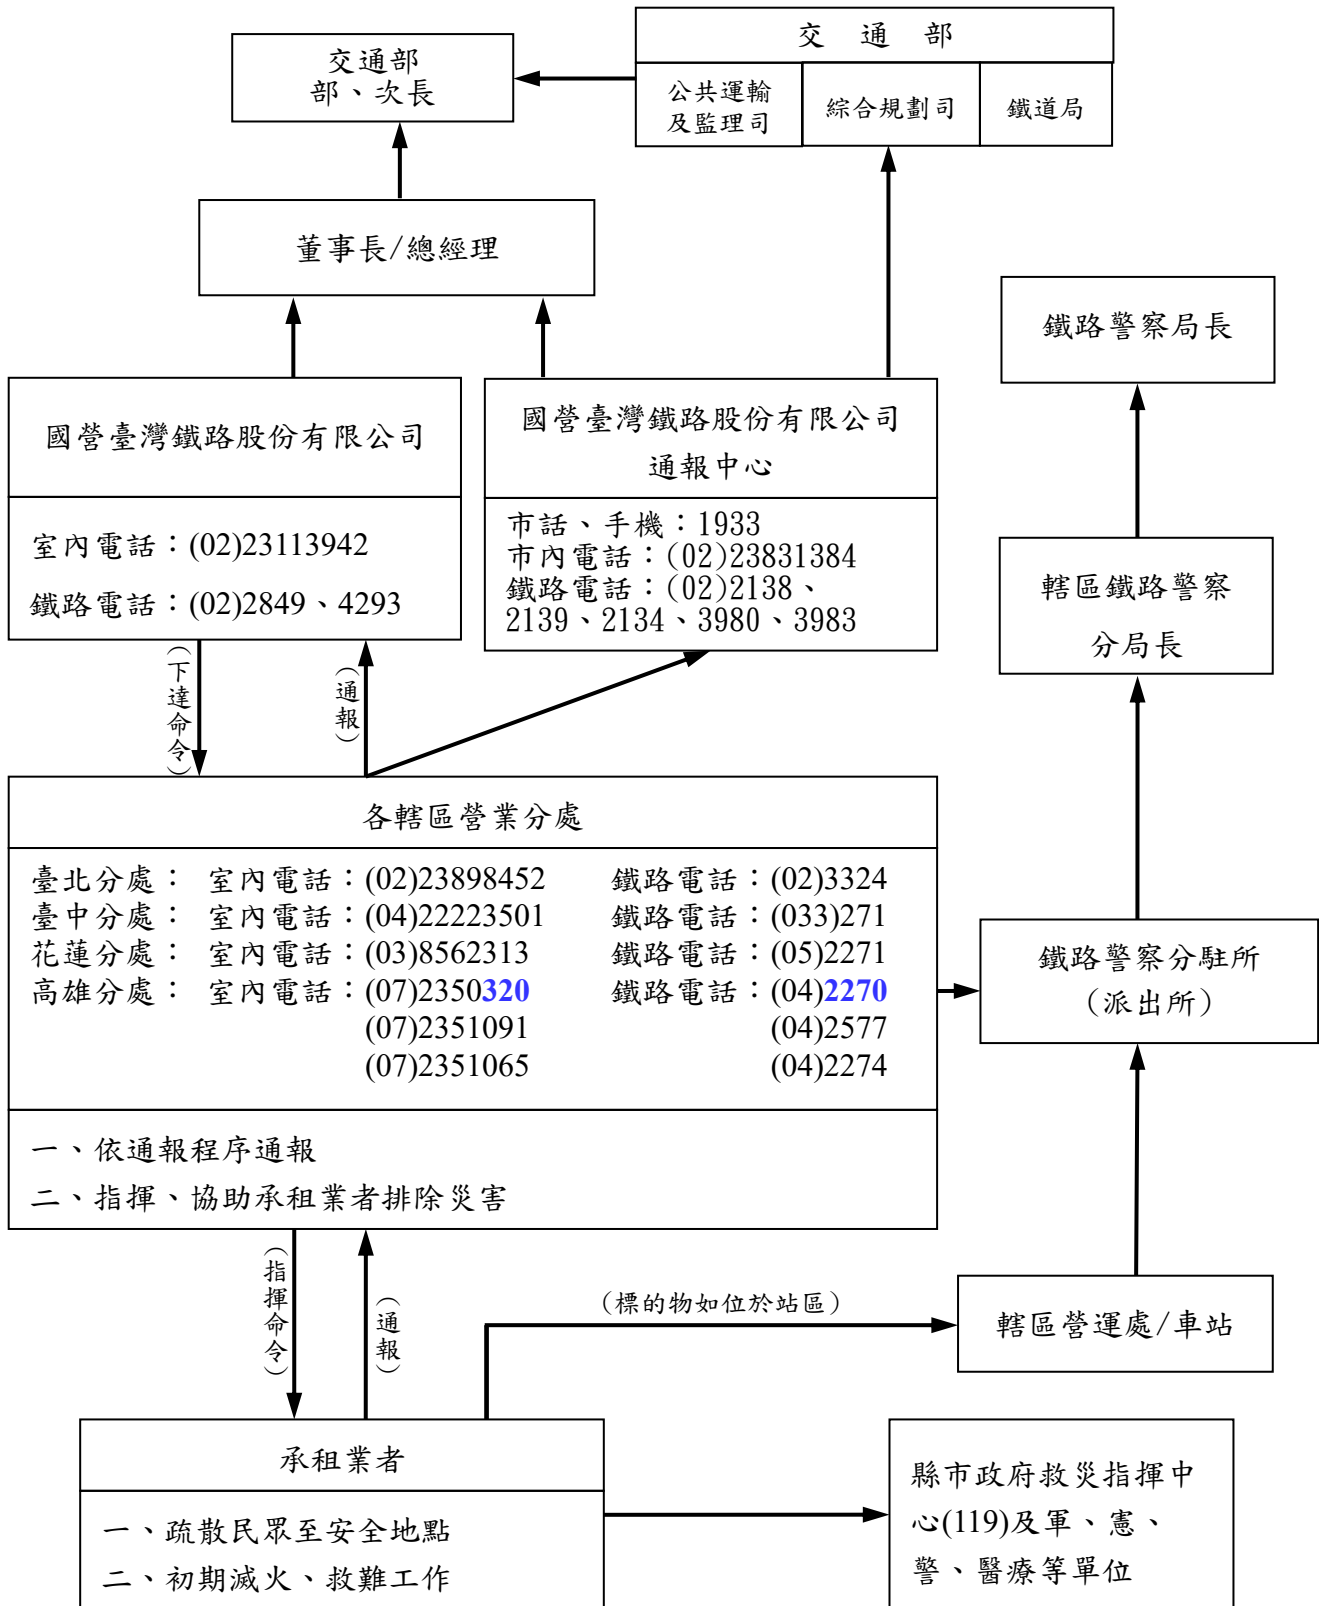 交通部
公共運輸
及監理司
綜合規劃司
鐵道局
交通部
部、次長
董事長/總經理
鐵路警察局長
國營臺灣鐵路股份有限公司
室內電話：(02)23113942
鐵路電話：(02)2849、4293
國營臺灣鐵路股份有限公司
通報中心
市話、手機：1933
市內電話：(02)23831384
鐵路電話：(02)2138、
2139、2134、3980、3983
轄區鐵路警察
分局長
(下達命令)
(通報)
各轄區營業分處
臺北分處： 室內電話：(02)23898452 鐵路電話：(02)3324
臺中分處： 室內電話：(04)22223501 鐵路電話：(033)271
花蓮分處： 室內電話：(03)8562313 鐵路電話：(05)2271
高雄分處： 室內電話：(07)2350320 鐵路電話：(04)2270
(07)2351091 (04)2577
(07)2351065 (04)2274
一、依通報程序通報
二、指揮、協助承租業者排除災害
鐵路警察分駐所
（派出所）
(指揮命令)
(通報)
（標的物如位於站區）
轄區營運處/車站
承租業者
一、疏散民眾至安全地點
二、初期滅火、救難工作
縣市政府救災指揮中
心(119)及軍、憲、
警、醫療等單位